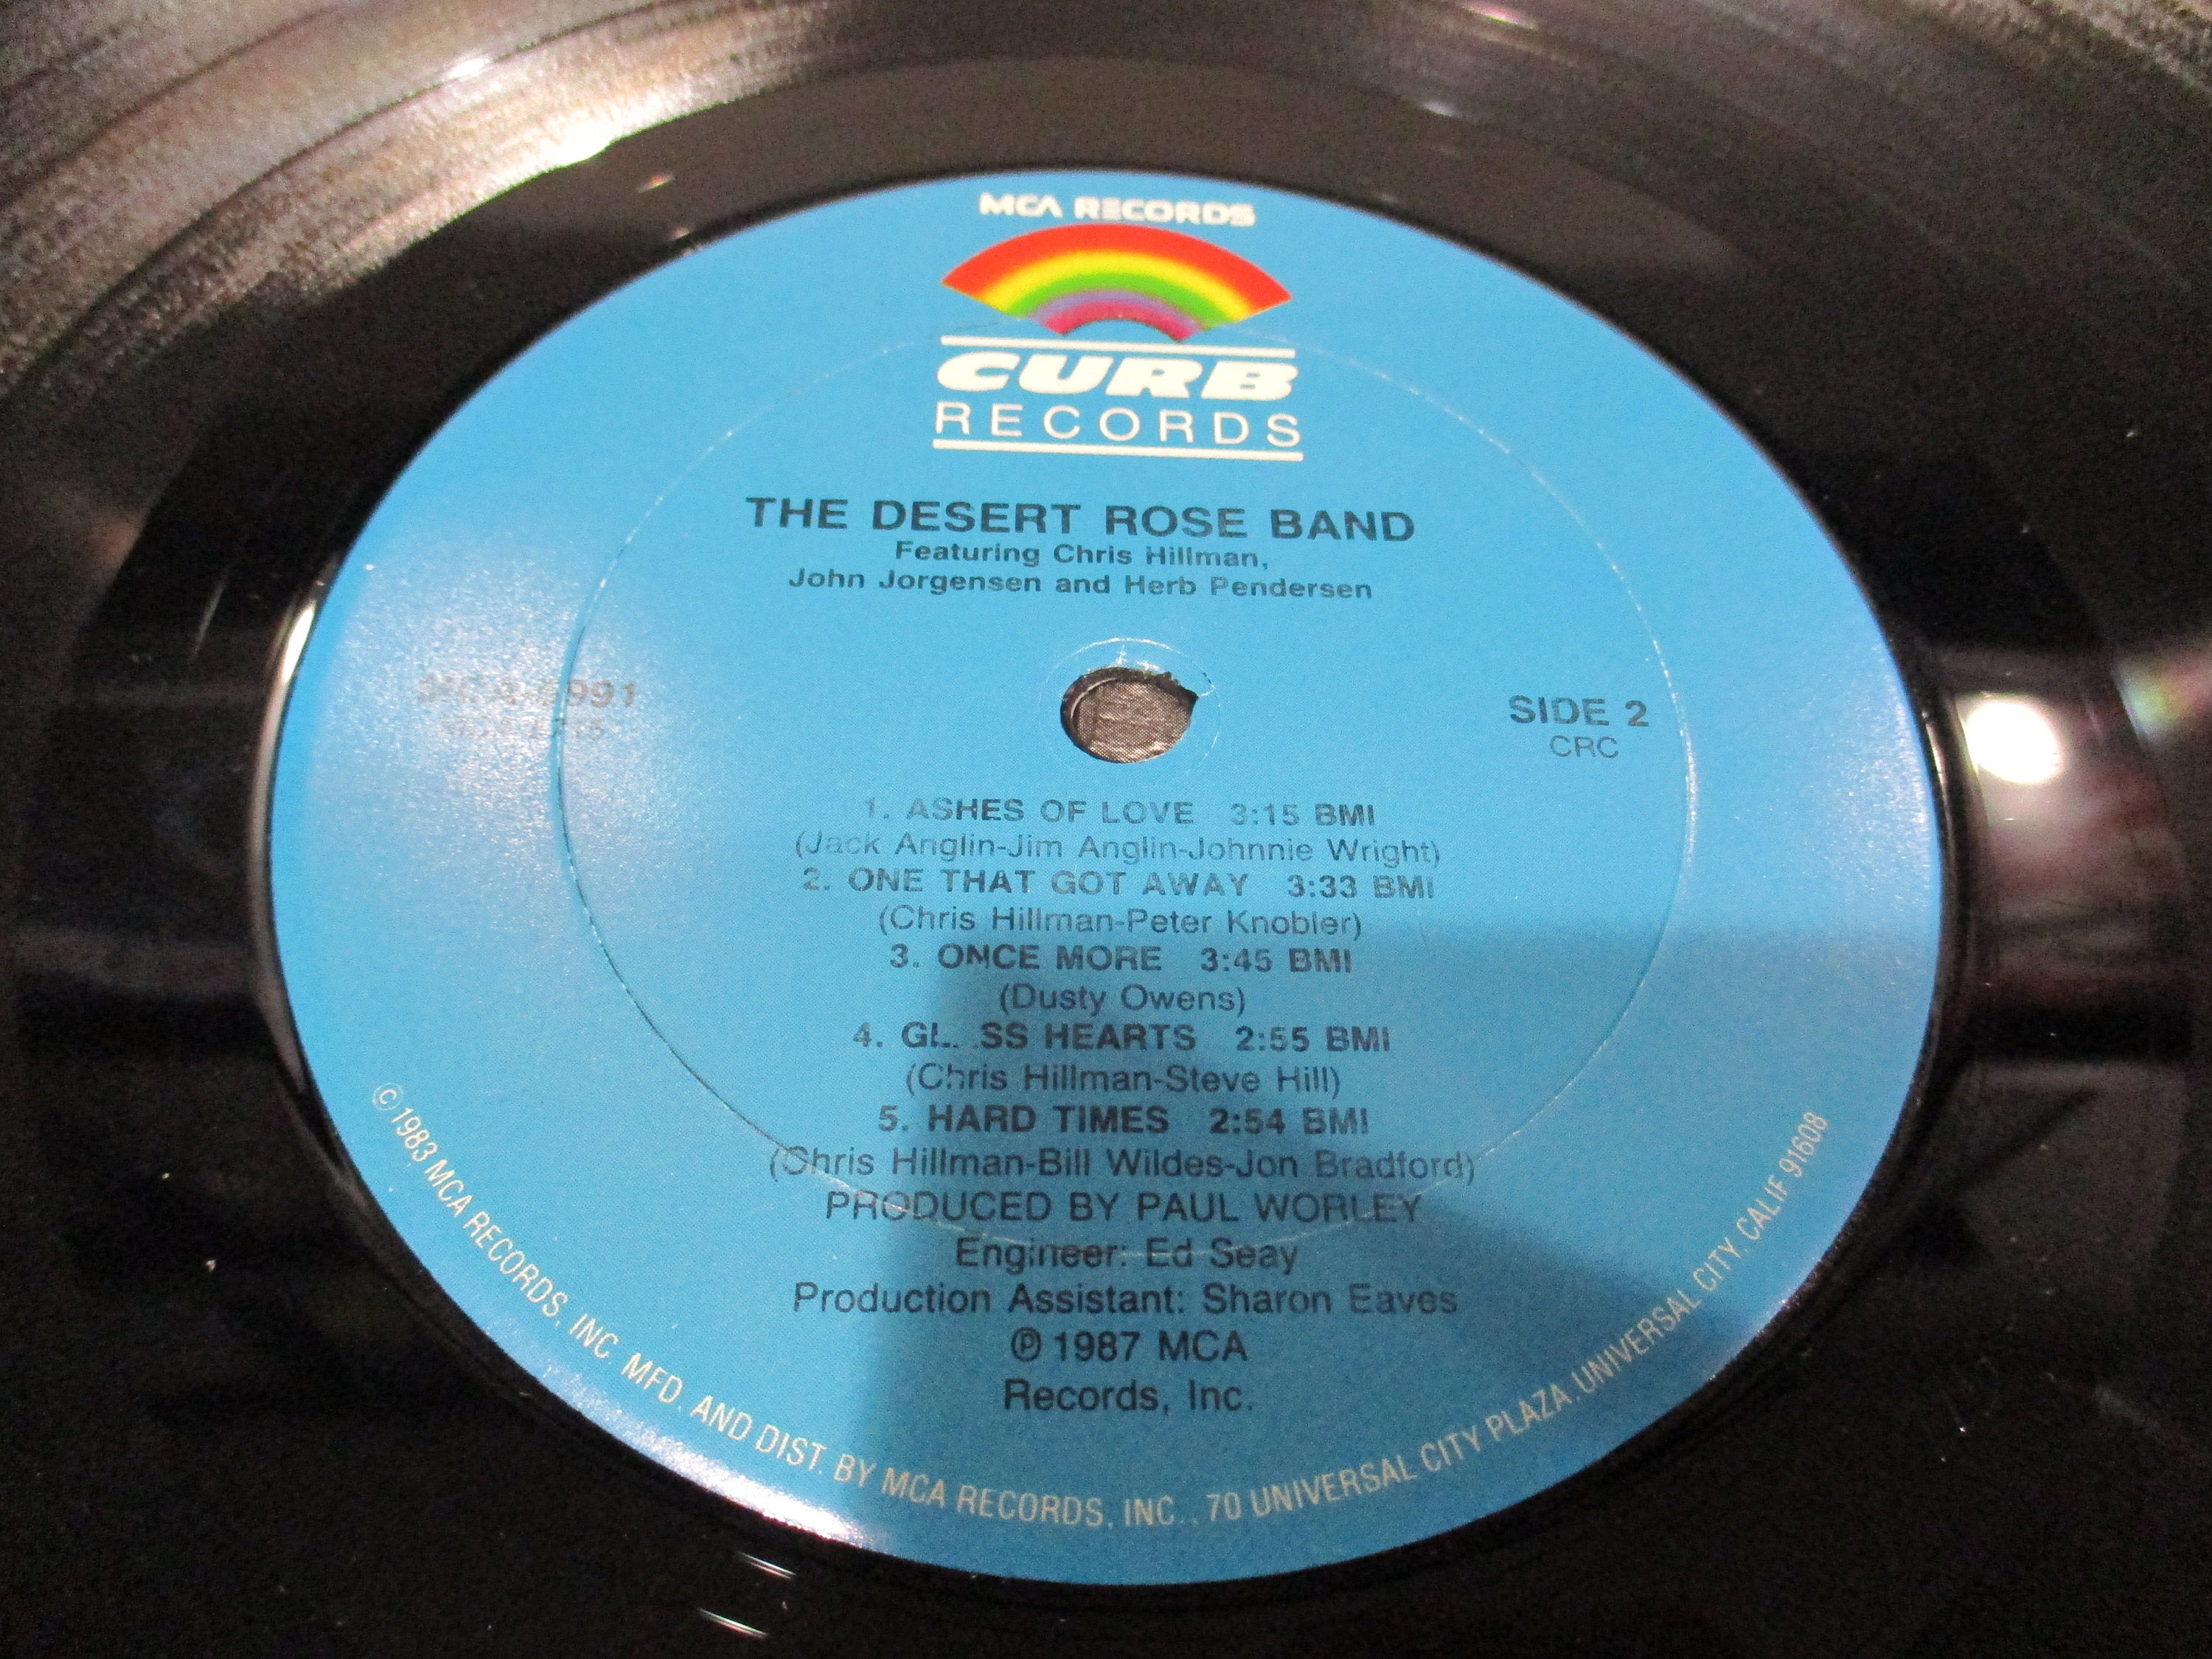 MCA RECORDS
CURB
RECORDS
THE DESERT ROSE BAND
Featuring Chris Hillman,
John Jorgensen and Herb Pendersen
SIDE 2
CRC
1. ASHES OF LOVE 3:15 BMI
(Jack Anglin-Jim Anglin-Johnnie Wright)
2. ONE THAT GOT AWAY 3:33 BMI
(Chris Hillman-Peter Knobler)
3. ONCE MORE 3:45 BMI
(Dusty Owens)
4. GL SS HEARTS 2:55 BMI
(Chris Hillman-Steve Hill)
5. HARD TIMES 2:54 BMI
(Chris Hillman-Bill Wildes-Jon Bradford)
PRODUCED BY PAUL WORLEY
Engineer: Ed Seay
Production Assistant: Sharon Eaves
℗ 1987 MCA
Records, Inc.
© 1983 MCA RECORDS, INC. MFD. AND DIST. BY MCA RECORDS, INC., 70 UNIVERSAL CITY PLAZA, UNIVERSAL CITY, CALIF 91608